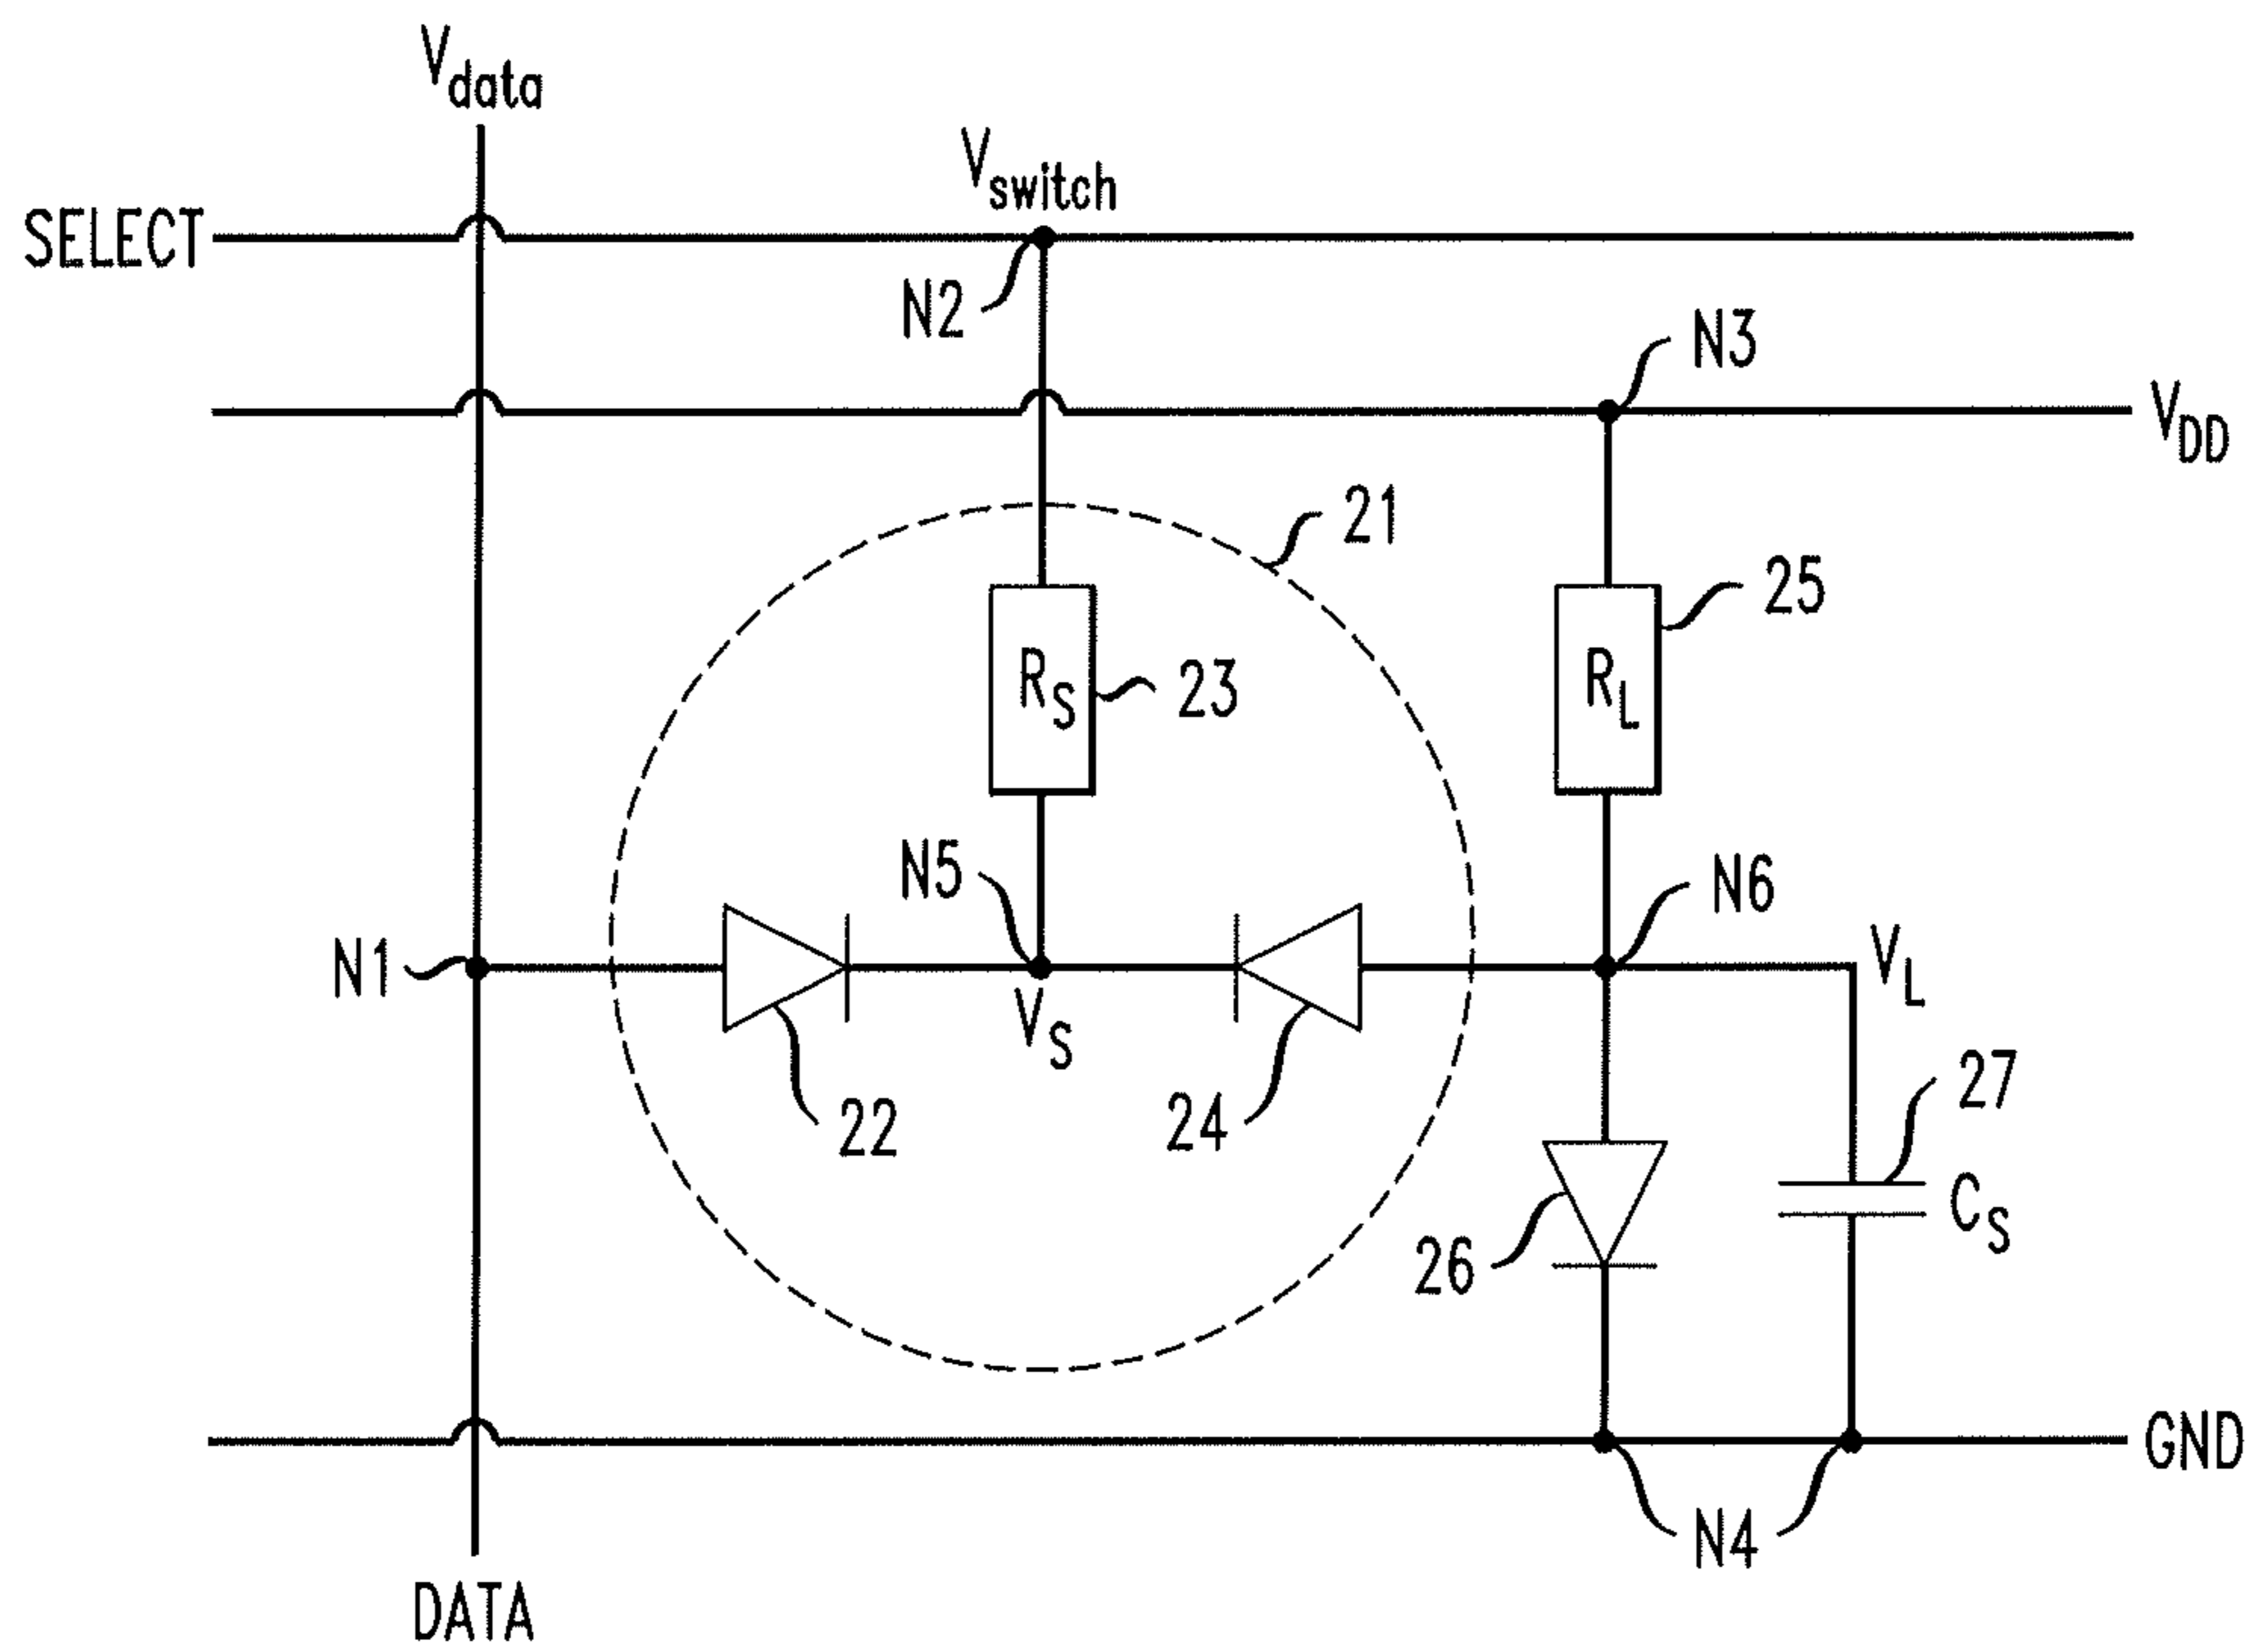 Vdata
Vswitch
SELECT
N2
N3
VDD
21
25
RS
23
RL
N5
N6
N1
VS
VL
22
24
27
26
CS
GND
N4
DATA